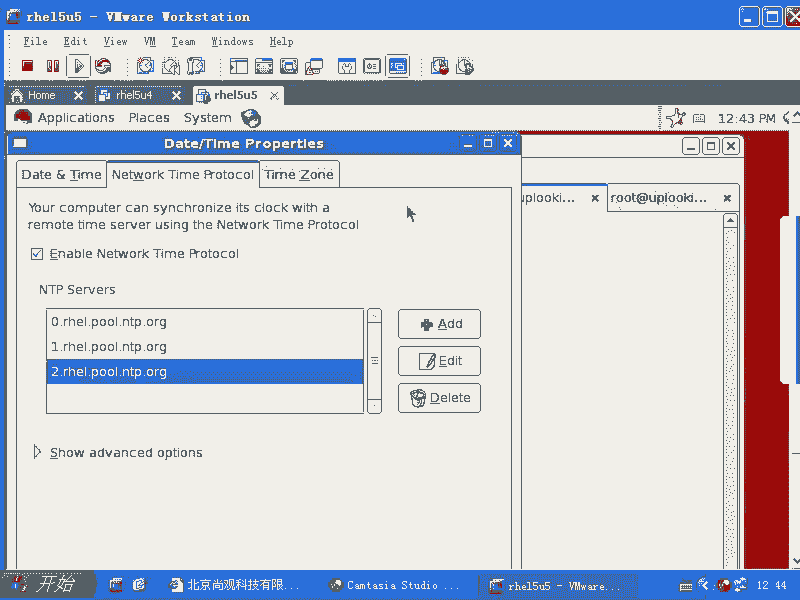 rhel5u5 - VMware Workstation
File Edit View VM Team Windows Help
Home rhel5u4 rhel5u5
Applications Places System 12:43 PM
Date/Time Properties
Date & Time Network Time Protocol Time Zone
uplooki... root@uplooki...
Your computer can synchronize its clock with a
remote time server using the Network Time Protocol
Enable Network Time Protocol
NTP Servers
0.rhel.pool.ntp.org
1.rhel.pool.ntp.org
2.rhel.pool.ntp.org
Add
Edit
Delete
Show advanced options
开始 北京尚观科技有限... Camtasia Studio ... rhel5u5 - VMware... 12 44